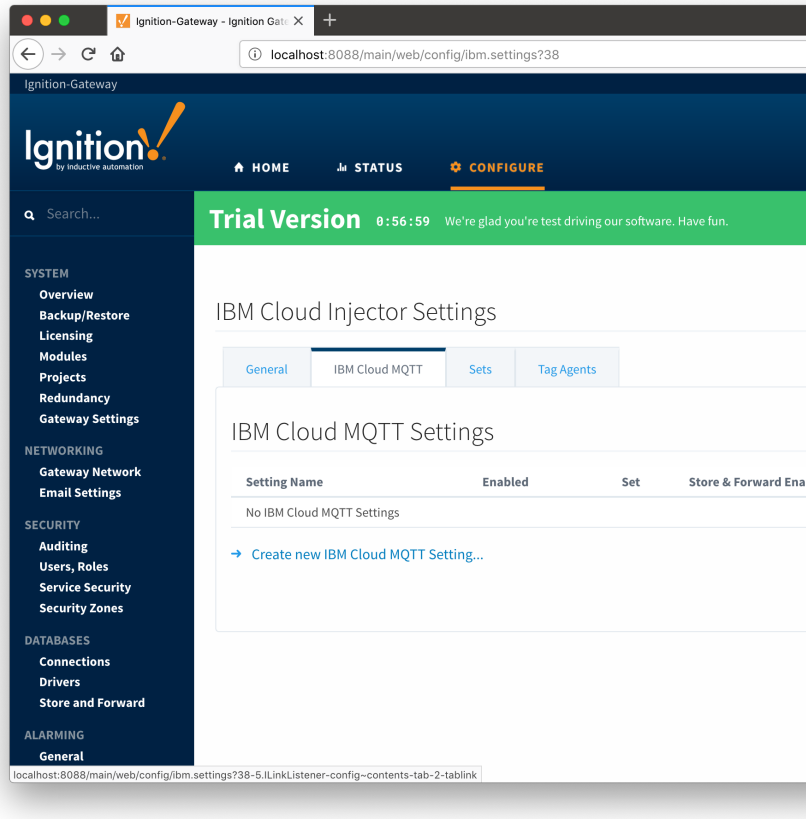 Ignition-Gateway - Ignition Gate
localhost:8088/main/web/config/ibm.settings?38
Ignition-Gateway
Ignition!
by inductive automation
HOME STATUS CONFIGURE
Search...
Trial Version 0:56:59 We're glad you're test driving our software. Have fun.
SYSTEM
Overview
Backup/Restore
Licensing
Modules
Projects
Redundancy
Gateway Settings
NETWORKING
Gateway Network
Email Settings
SECURITY
Auditing
Users, Roles
Service Security
Security Zones
DATABASES
Connections
Drivers
Store and Forward
ALARMING
General
IBM Cloud Injector Settings
General IBM Cloud MQTT Sets Tag Agents
IBM Cloud MQTT Settings
Setting Name Enabled Set Store & Forward Ena
No IBM Cloud MQTT Settings
Create new IBM Cloud MQTT Setting...
localhost:8088/main/web/config/ibm.settings?38-5.ILinkListener-config~contents-tab-2-tablink